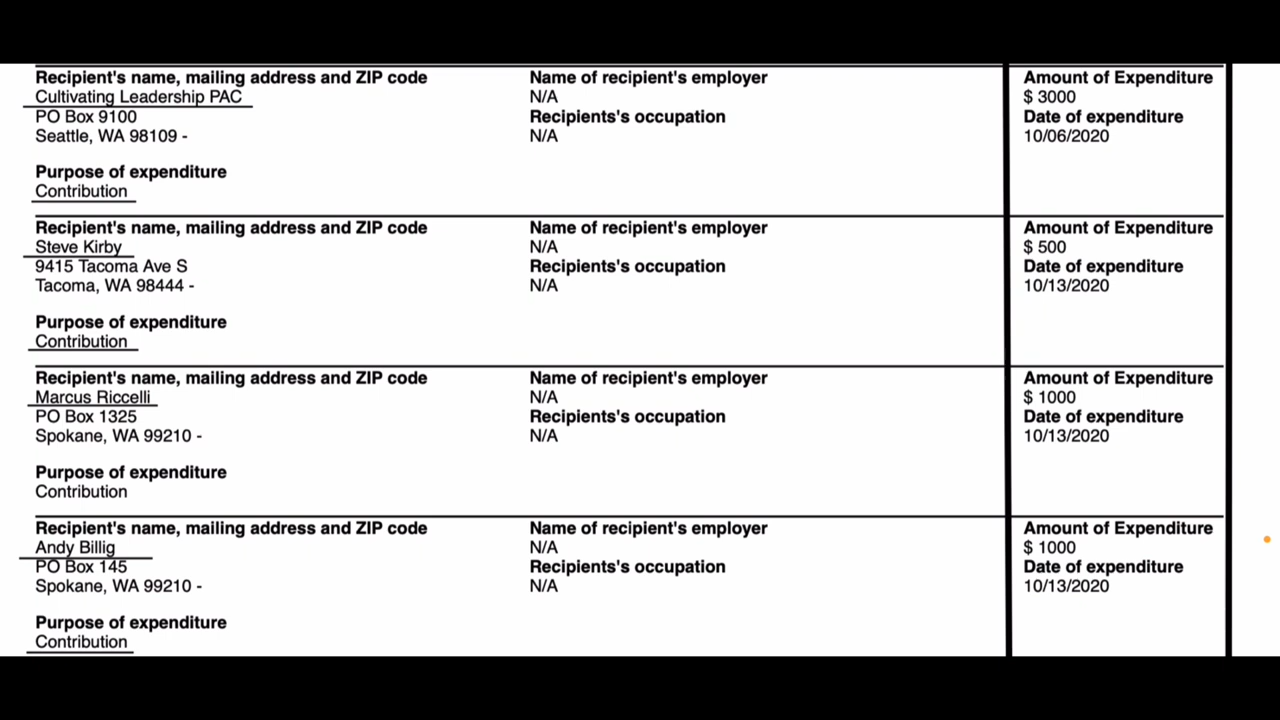 Recipient's name, mailing address and ZIP code Name of recipient's employer Amount of Expenditure
Cultivating Leadership PAC N/A $ 3000
PO Box 9100 Recipients's occupation Date of expenditure
Seattle, WA 98109 - N/A 10/06/2020
Purpose of expenditure
Contribution
Recipient's name, mailing address and ZIP code Name of recipient's employer Amount of Expenditure
Steve Kirby N/A $ 500
9415 Tacoma Ave S Recipients's occupation Date of expenditure
Tacoma, WA 98444 - N/A 10/13/2020
Purpose of expenditure
Contribution
Recipient's name, mailing address and ZIP code Name of recipient's employer Amount of Expenditure
Marcus Riccelli N/A $ 1000
PO Box 1325 Recipients's occupation Date of expenditure
Spokane, WA 99210 - N/A 10/13/2020
Purpose of expenditure
Contribution
Recipient's name, mailing address and ZIP code Name of recipient's employer Amount of Expenditure
Andy Billig N/A $ 1000
PO Box 145 Recipients's occupation Date of expenditure
Spokane, WA 99210 - N/A 10/13/2020
Purpose of expenditure
Contribution